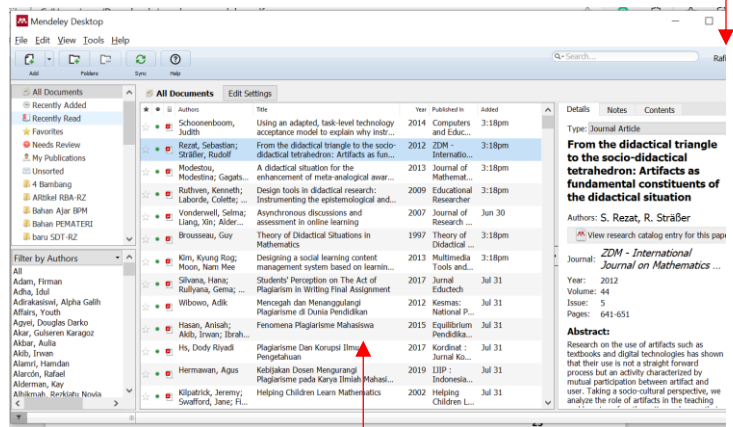 Mendeley Desktop
File Edit View Tools Help
Add Folders Sync Help
Search...
All Documents
Recently Added
Recently Read
Favorites
Needs Review
My Publications
Unsorted
4 Bambang
ARtikel RBA-RZ
Bahan Ajar BPM
Bahan PEMATERI
baru SDT-RZ
Filter by Authors
All
Adam, Firman
Adha, Idul
Adirakasiswi, Alpha Galih
Affairs, Youth
Agyei, Douglas Darko
Akar, Gulseren Karagoz
Akbar, Aulia
Akib, Irwan
Alamri, Hamdan
Alarcón, Rafael
Alderman, Kay
Alhikmah, Rezkiatu Novia
All Documents Edit Settings
Authors Title Year Published In Added
Schoonenboom, Using an adapted, task-level technology 2014 Computers 3:18pm
Judith acceptance model to explain why instr... and Educ...
Rezat, Sebastian; From the didactical triangle to the socio- 2012 ZDM - 3:18pm
Sträßer, Rudolf didactical tetrahedron: Artifacts as fun... Internatio...
Modestou, A didactical situation for the 2013 Journal of 3:18pm
Modestina; Gagats... enhancement of meta-analogical awar... Mathemat...
Ruthven, Kenneth; Design tools in didactical research: 2009 Educational 3:18pm
Laborde, Colette; ... Instrumenting the epistemological and... Researcher
Vonderwell, Selma; Asynchronous discussions and 2007 Journal of Jun 30
Liang, Xin; Alder... assessment in online learning Research ...
Brousseau, Guy Theory of Didactical Situations in 1997 Theory of 3:18pm
Mathematics Didactical ...
Kim, Kyung Rog; Designing a social learning content 2013 Multimedia 3:18pm
Moon, Nam Mee management system based on learnin... Tools and...
Silvana, Hana; Students' Perception on The Act of 2017 Jurnal Jul 31
Rullyana, Gema; ... Plagiarism in Writing Final Assignment Eductech
Wibowo, Adik Mencegah dan Menanggulangi 2012 Kesmas: Jul 31
Plagiarisme di Dunia Pendidikan National P...
Hasan, Anisah; Fenomena Plagiarisme Mahasiswa 2015 Equilibrium Jul 31
Akib, Irwan; Ibrah... Pendidika...
Hs, Dody Riyadi Plagiarisme Dan Korupsi Ilmu 2017 Kordinat : Jul 31
Pengetahuan Jurnal Ko...
Hermawan, Agus Kebijakan Dosen Mengurangi 2019 IJIP : Jul 31
Plagiarisme pada Karya Ilmiah Mahasi... Indonesia...
Kilpatrick, Jeremy; Helping Children Learn Mathematics 2002 Helping Jul 31
Swafford, Jane; Fi... Children L...
Details Notes Contents
Type: Journal Article
From the didactical triangle
to the socio-didactical
tetrahedron: Artifacts as
fundamental constituents of
the didactical situation
Authors: S. Rezat, R. Sträßer
View research catalog entry for this pape
Journal: ZDM - International
Journal on Mathematics ...
Year: 2012
Volume: 44
Issue: 5
Pages: 641-651
Abstract:
Research on the use of artifacts such as
textbooks and digital technologies has shown
that their use is not a straight forward
process but an activity characterized by
mutual participation between artifact and
user. Taking a socio-cultural perspective, we
analyze the role of artifacts in the teaching